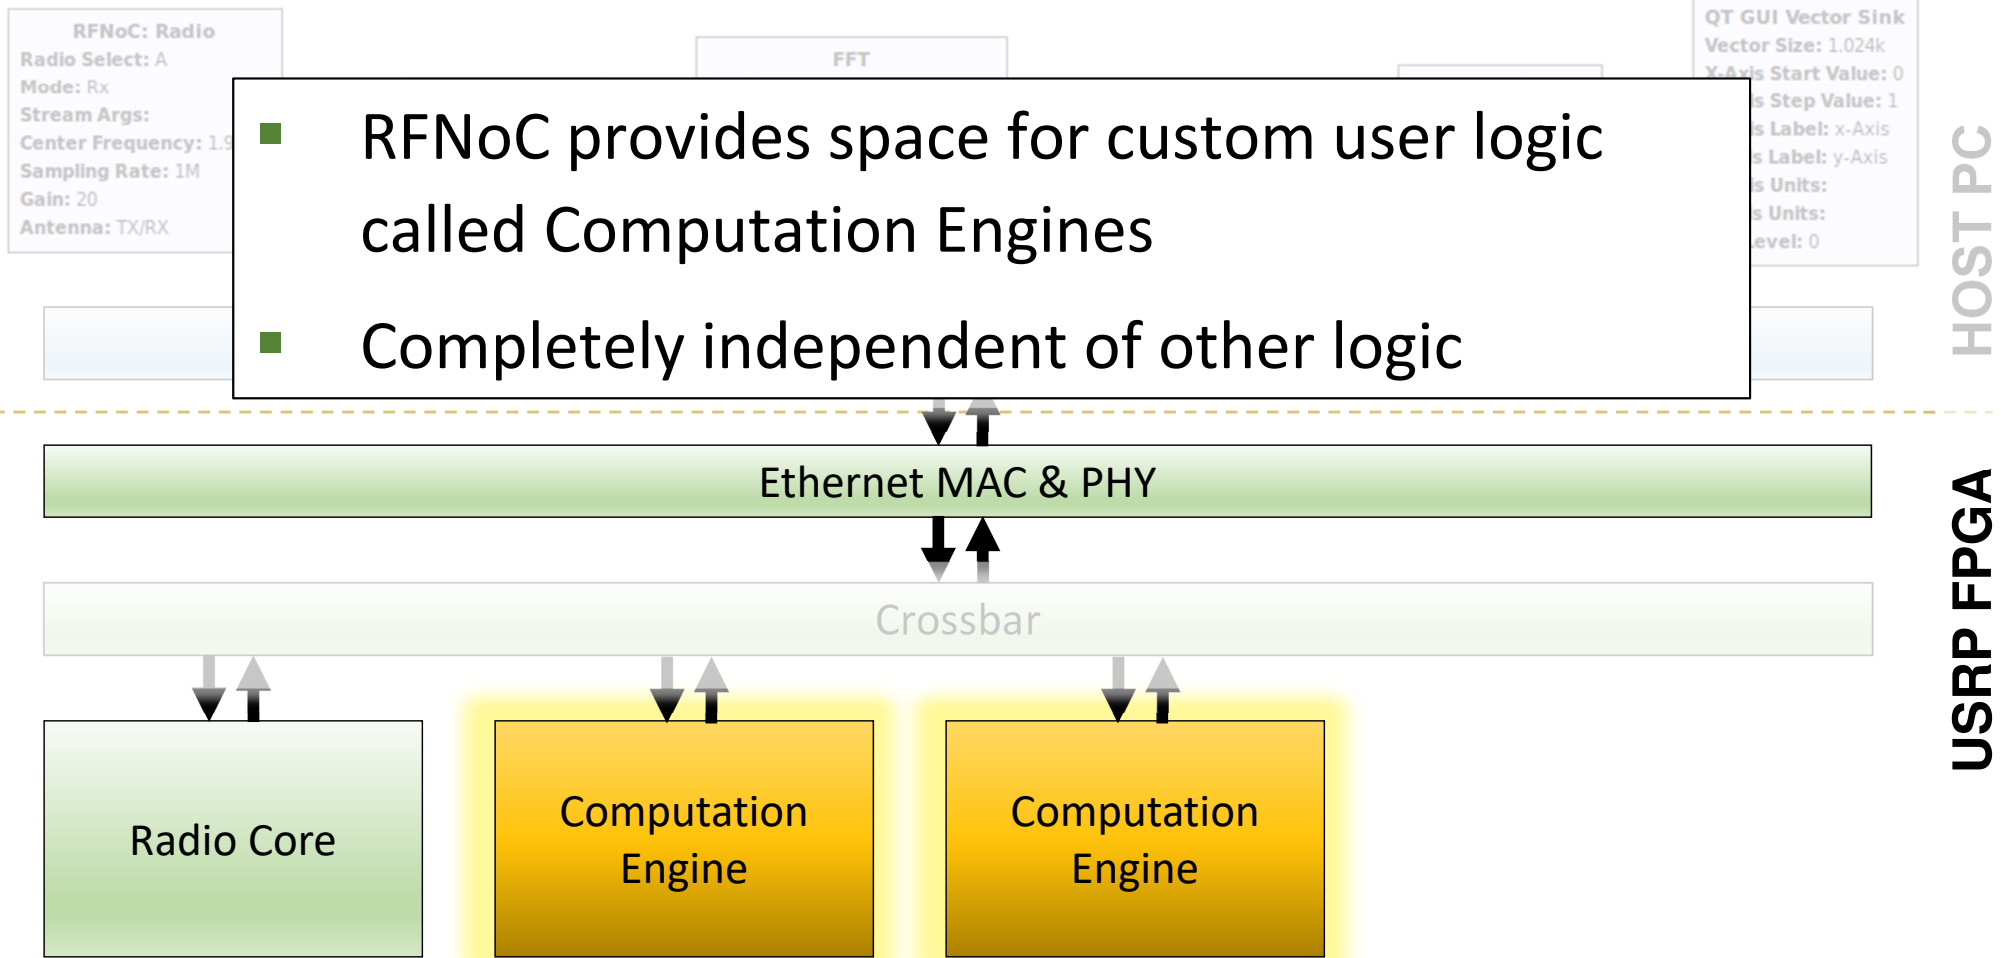 RFNoC: Radio
Radio Select: A
Mode: Rx
Stream Args:
Center Frequency: 1.9
Sampling Rate: 1M
Gain: 20
Antenna: TX/RX
FFT
QT GUI Vector Sink
Vector Size: 1.024k
X-Axis Start Value: 0
is Step Value: 1
is Label: x-Axis
s Label: y-Axis
is Units:
s Units:
evel: 0
RFNoC provides space for custom user logic
called Computation Engines
Completely independent of other logic
HOST PC
Ethernet MAC & PHY
Crossbar
USRP FPGA
Radio Core
Computation
Engine
Computation
Engine